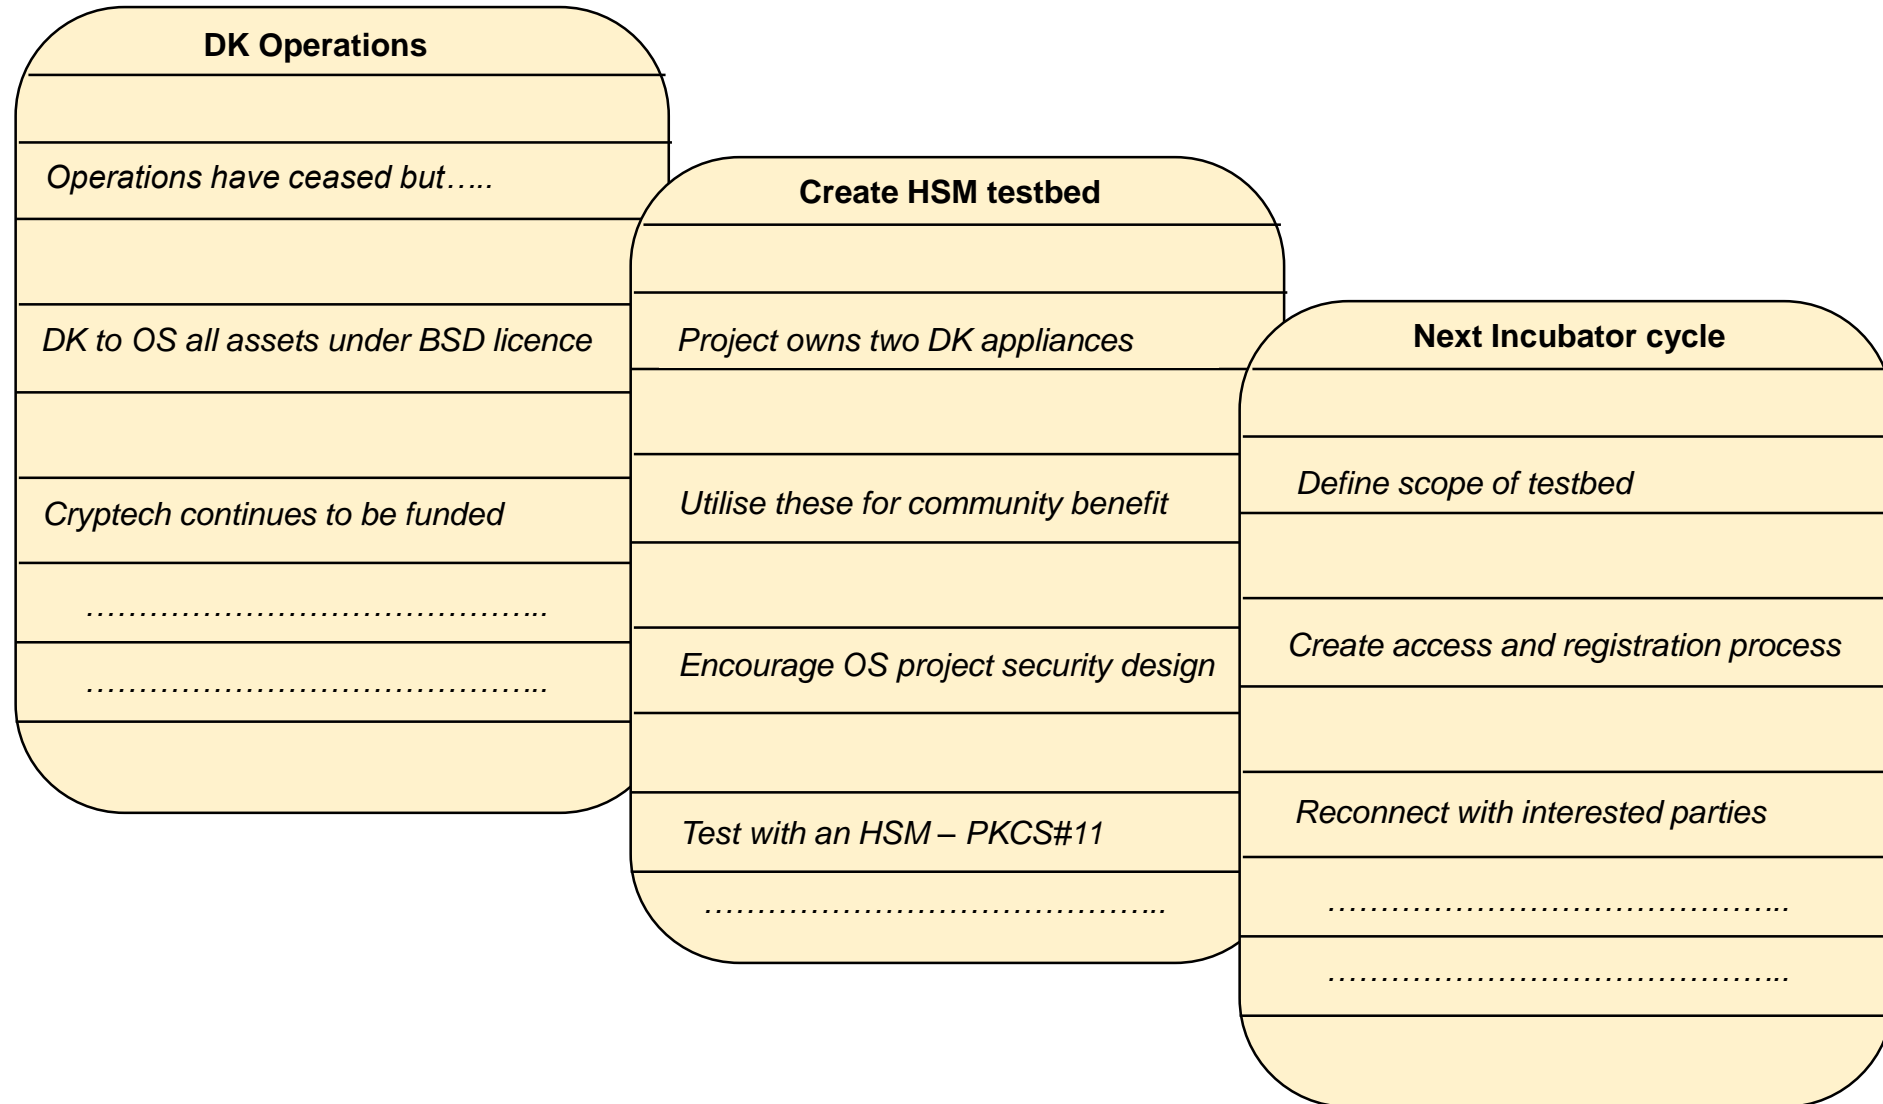 DK Operations
Operations have ceased but…..
DK to OS all assets under BSD licence
Cryptech continues to be funded
……………………………………..
……………………………………..
Create HSM testbed
Project owns two DK appliances
Utilise these for community benefit
Encourage OS project security design
Test with an HSM – PKCS#11
……………………………………..
Next Incubator cycle
Define scope of testbed
Create access and registration process
Reconnect with interested parties
……………………………………..
……………………………………..